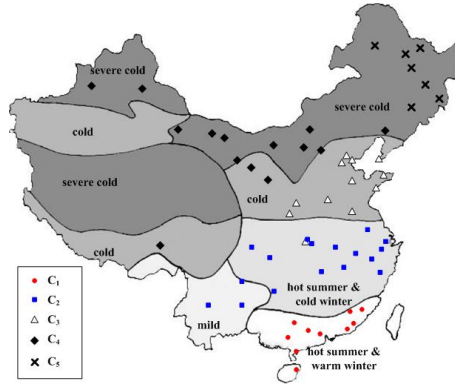 severe cold
severe cold
cold
severe cold
cold
cold
hot summer &
cold winter
mild
hot summer &
warm winter
C₁
C₂
C₃
C₄
C₅